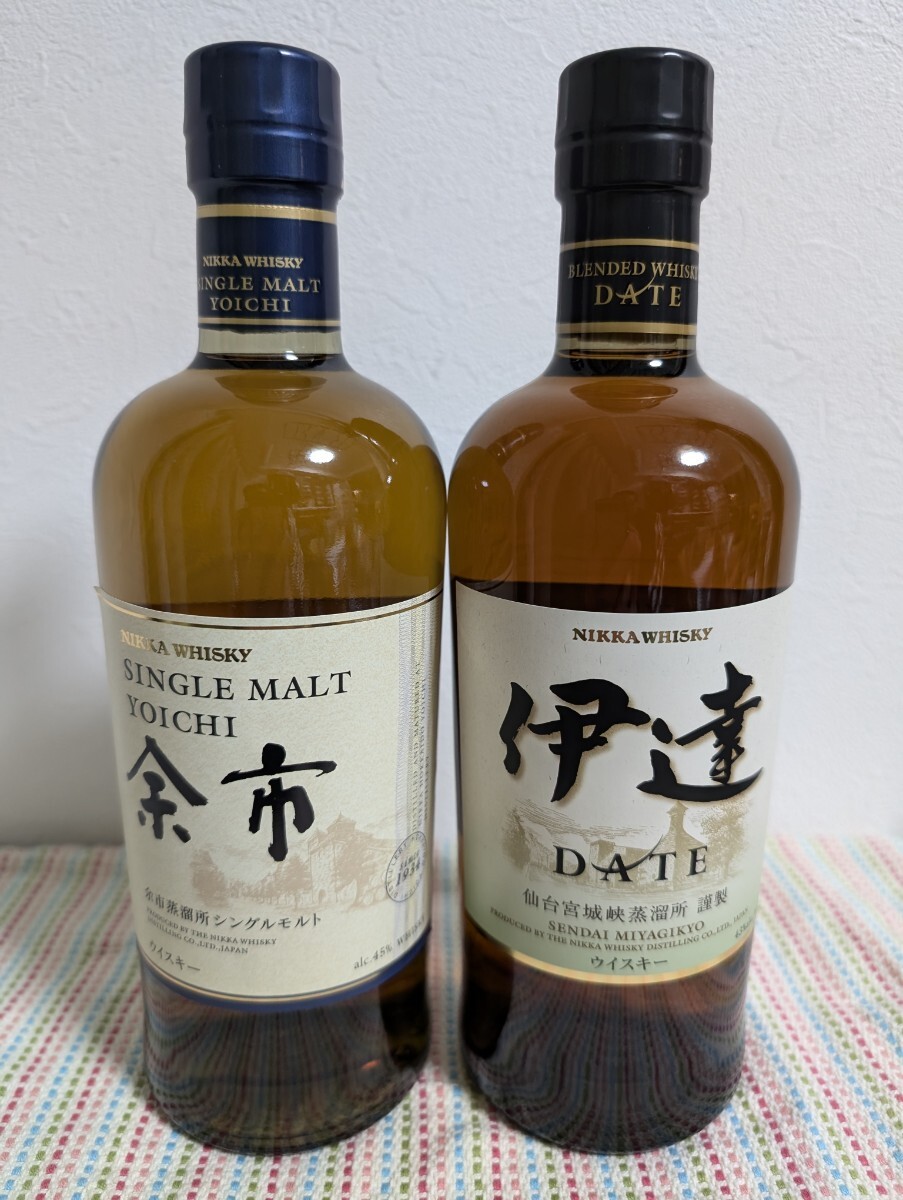 NIKKA WHISKY
SINGLE MALT
YOICHI
NIKKA WHISKY
SINGLE MALT
YOICHI
余市
SINCE
1934
余市蒸溜所シングルモルト
PRODUCED BY THE NIKKA WHISKY
DISTILLING CO.,LTD.,JAPAN
ウイスキー
alc.45% WHISKY
BLENDED WHISKY
DATE
NIKKA WHISKY
伊達
DATE
仙台宮城峡蒸溜所 謹製
SENDAI MIYAGIKYO
PRODUCED BY THE NIKKA WHISKY DISTILLING CO.,LTD., JAPAN
ウイスキー